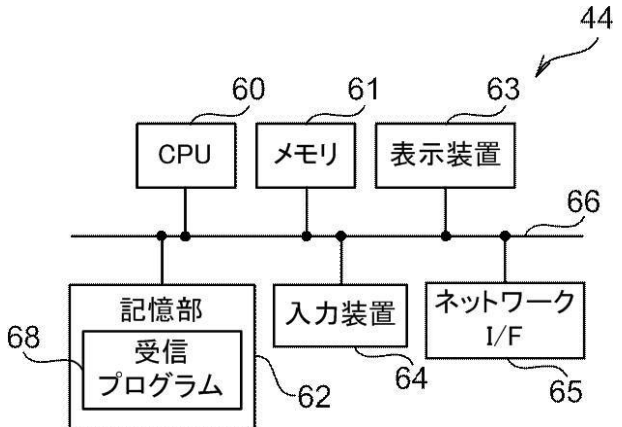 44
60
61
63
CPU
メモリ
表示装置
66
記憶部
入力装置
ネットワーク
I/F
68
受信
プログラム
62
64
65